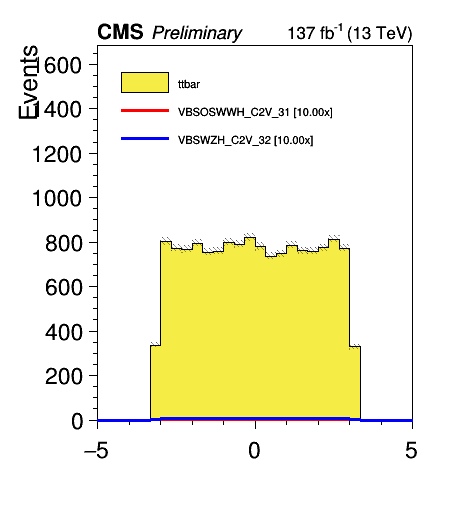 CMS Preliminary 137 fb-1 (13 TeV)
Events
1600
1400
1200
1000
800
600
400
200
0
ttbar
VBSOSWWH_C2V_31 [10.00x]
VBSWZH_C2V_32 [10.00x]
−5 0 5